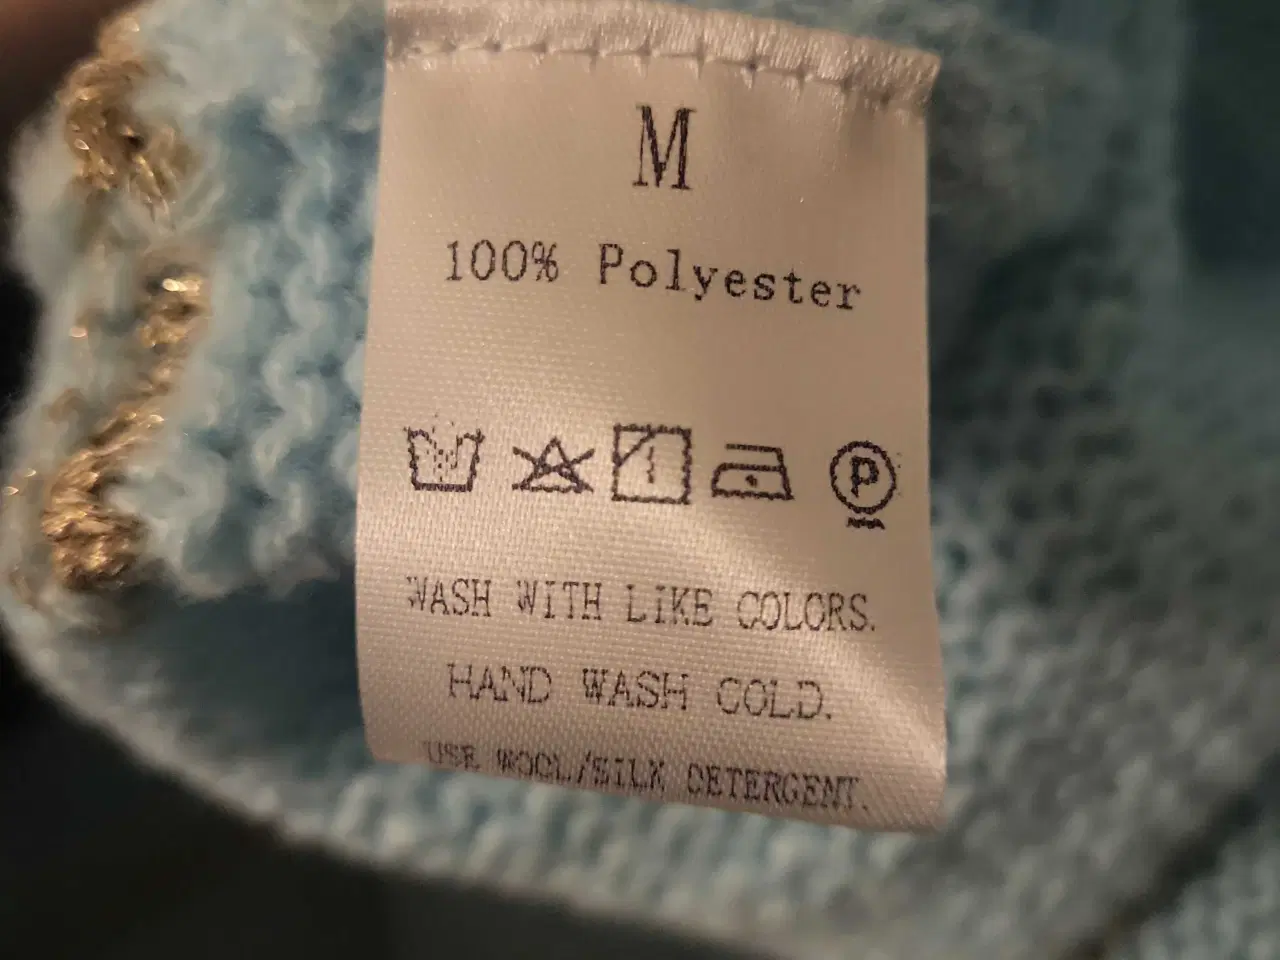 M
100% Polyester
P
WASH WITH LIKE COLORS.
HAND WASH COLD.
USE WOOL/SILK DETERGENT.